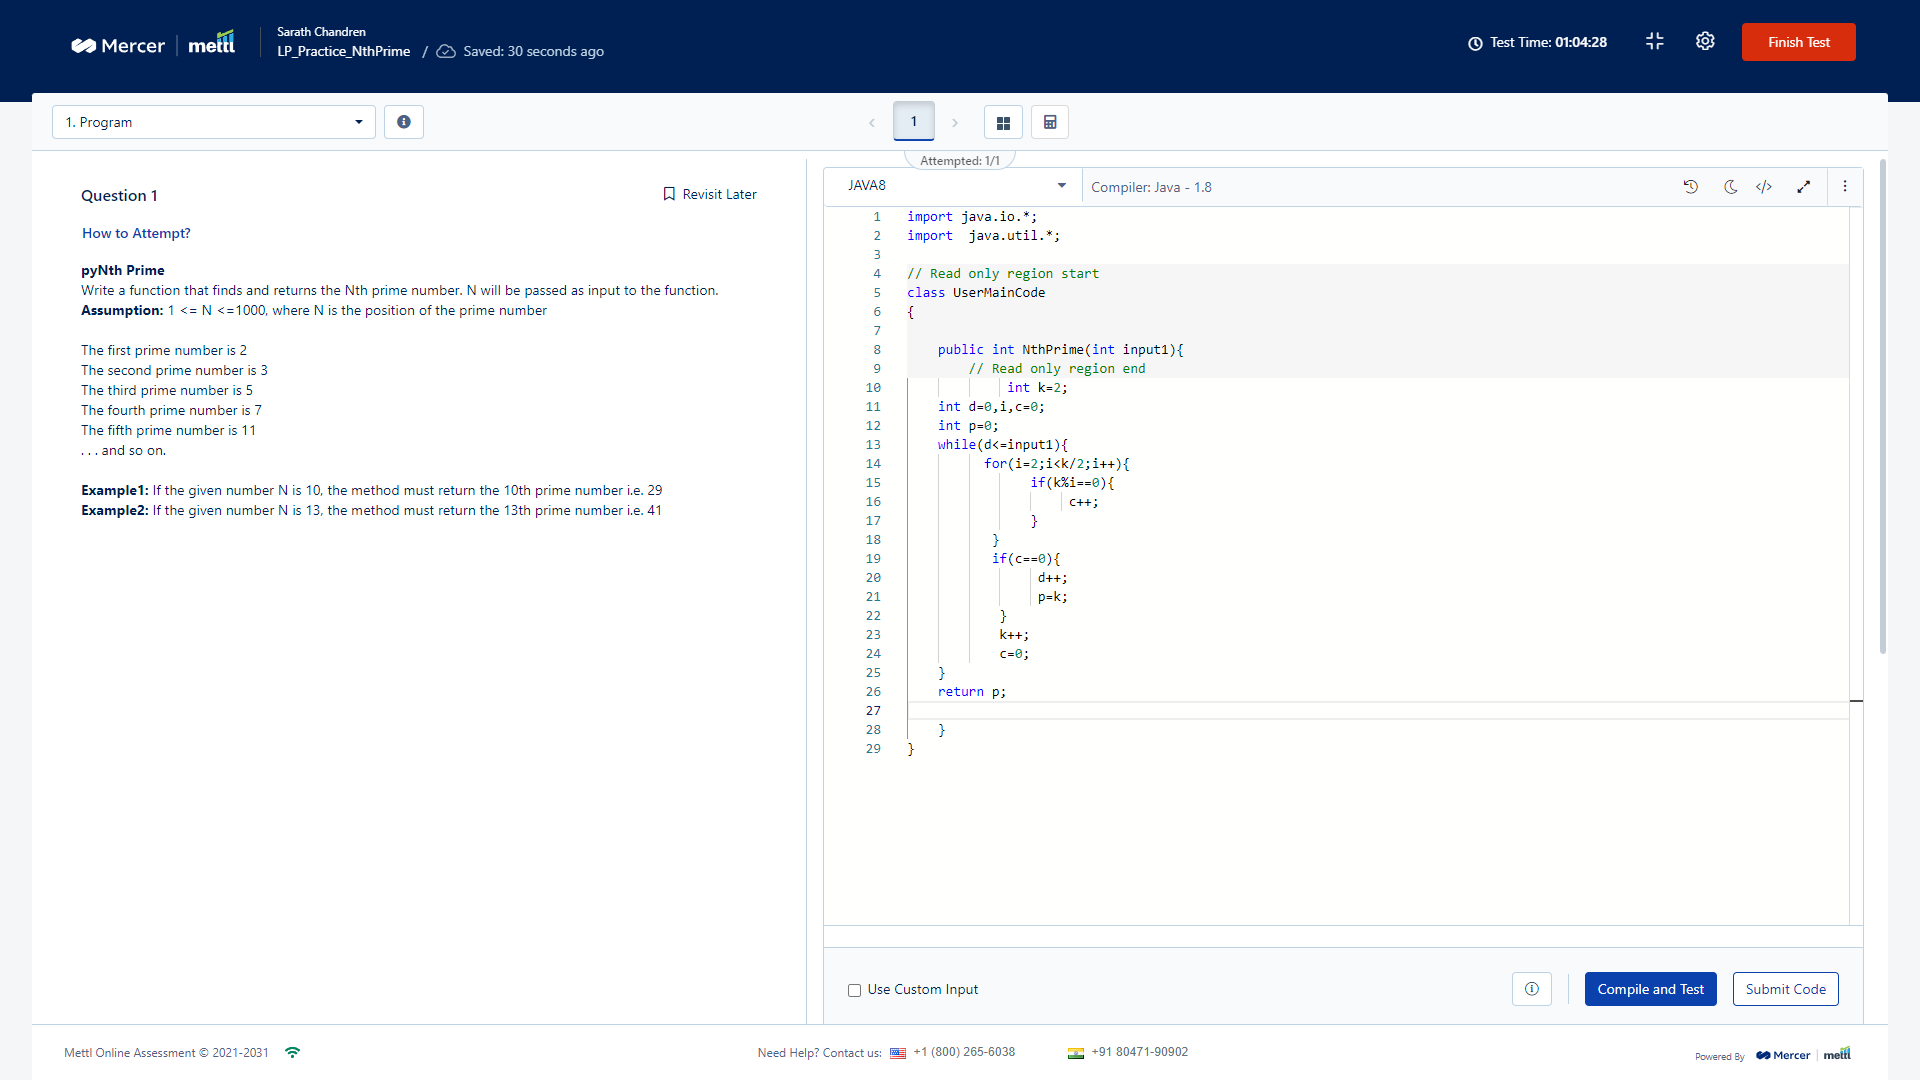 Mercer | mettl
Sarath Chandren
LP_Practice_NthPrime / Saved: 30 seconds ago
Test Time: 01:04:28
Finish Test
1. Program
1
Attempted: 1/1
Question 1
Revisit Later
How to Attempt?
pyNth Prime
Write a function that finds and returns the Nth prime number. N will be passed as input to the function.
Assumption: 1 <= N <=1000, where N is the position of the prime number
The first prime number is 2
The second prime number is 3
The third prime number is 5
The fourth prime number is 7
The fifth prime number is 11
. . . and so on.
Example1: If the given number N is 10, the method must return the 10th prime number i.e. 29
Example2: If the given number N is 13, the method must return the 13th prime number i.e. 41
JAVA8
Compiler: Java - 1.8
1 import java.io.*;
2 import  java.util.*;
3
4 // Read only region start
5 class UserMainCode
6 {
7
8     public int NthPrime(int input1){
9         // Read only region end
10             int k=2;
11     int d=0,i,c=0;
12     int p=0;
13     while(d<=input1){
14           for(i=2;i<k/2;i++){
15                 if(k%i==0){
16                      c++;
17                 }
18            }
19            if(c==0){
20                  d++;
21                  p=k;
22             }
23             k++;
24             c=0;
25     }
26     return p;
27
28     }
29 }
Use Custom Input
Compile and Test
Submit Code
Mettl Online Assessment © 2021-2031
Need Help? Contact us: +1 (800) 265-6038
+91 80471-90902
Powered By Mercer | mettl